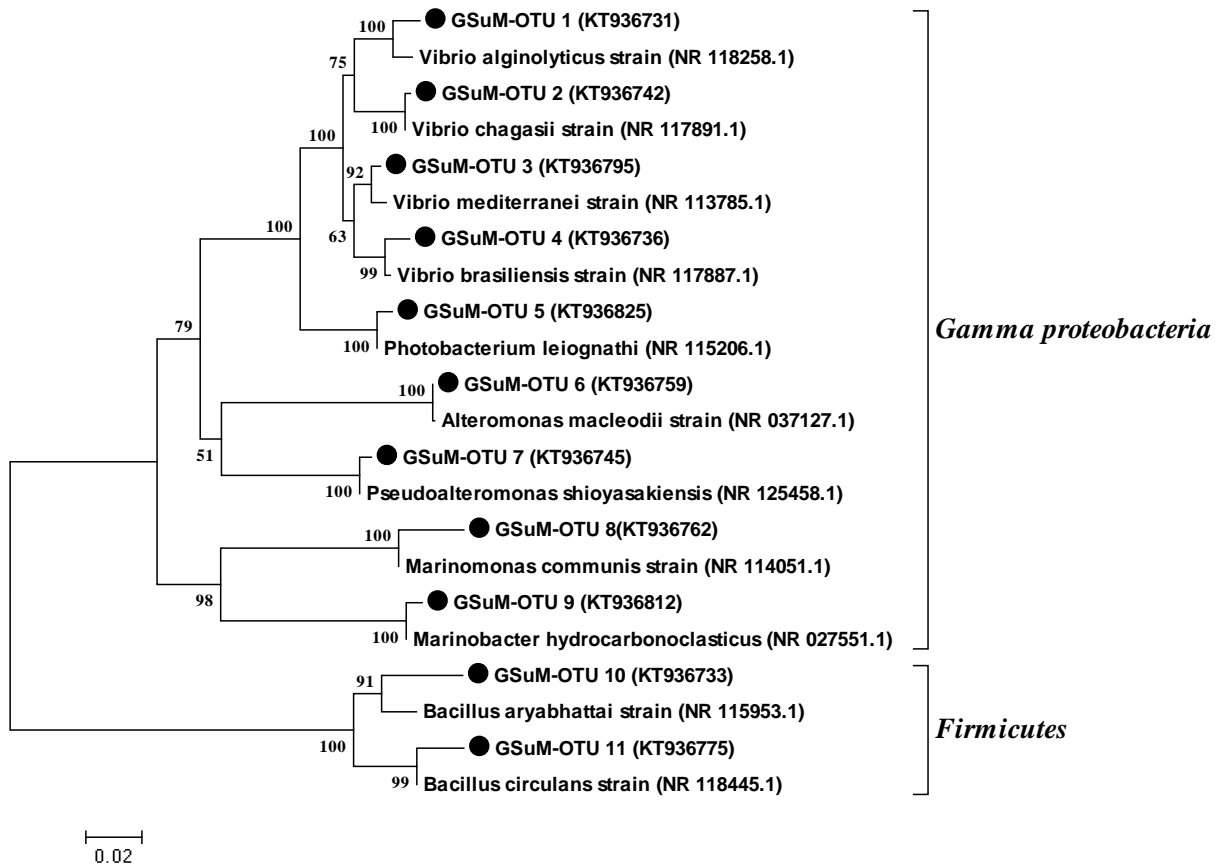 100
GSuM-OTU 1 (KT936731)
Vibrio alginolyticus strain (NR 118258.1)
75
GSuM-OTU 2 (KT936742)
100
Vibrio chagasii strain (NR 117891.1)
100
GSuM-OTU 3 (KT936795)
92
Vibrio mediterranei strain (NR 113785.1)
100
63
GSuM-OTU 4 (KT936736)
99
Vibrio brasiliensis strain (NR 117887.1)
GSuM-OTU 5 (KT936825)
79
100
Photobacterium leiognathi (NR 115206.1)
Gamma proteobacteria
100
GSuM-OTU 6 (KT936759)
Alteromonas macleodii strain (NR 037127.1)
51
GSuM-OTU 7 (KT936745)
100
Pseudoalteromonas shioyasakiensis (NR 125458.1)
100
GSuM-OTU 8(KT936762)
Marinomonas communis strain (NR 114051.1)
98
GSuM-OTU 9 (KT936812)
100
Marinobacter hydrocarbonoclasticus (NR 027551.1)
91
GSuM-OTU 10 (KT936733)
Bacillus aryabhattai strain (NR 115953.1)
Firmicutes
100
GSuM-OTU 11 (KT936775)
99
Bacillus circulans strain (NR 118445.1)
0.02